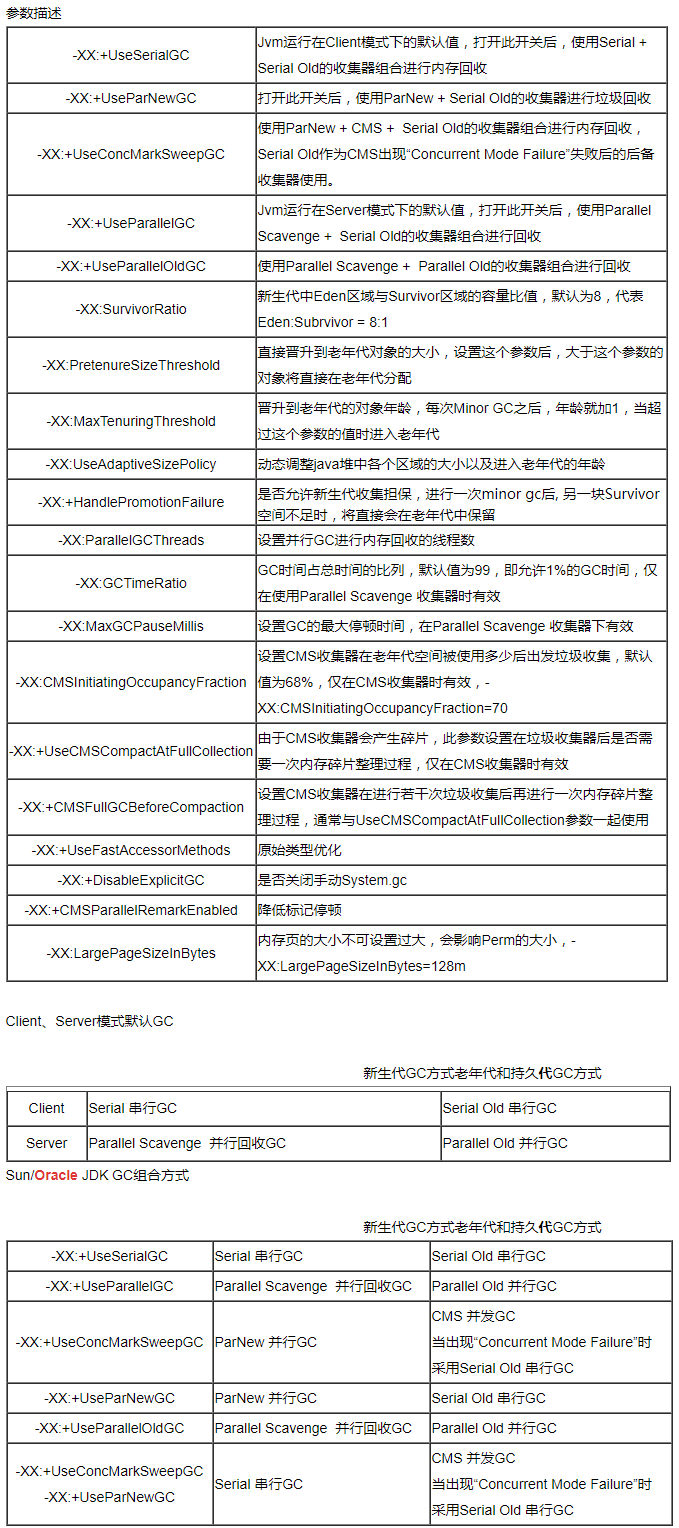 参数描述
-XX:+UseSerialGC
Jvm运行在Client模式下的默认值，打开此开关后，使用Serial +
Serial Old的收集器组合进行内存回收
-XX:+UseParNewGC
打开此开关后，使用ParNew + Serial Old的收集器进行垃圾回收
-XX:+UseConcMarkSweepGC
使用ParNew + CMS + Serial Old的收集器组合进行内存回收，
Serial Old作为CMS出现“Concurrent Mode Failure”失败后的后备
收集器使用。
-XX:+UseParallelGC
Jvm运行在Server模式下的默认值，打开此开关后，使用Parallel
Scavenge + Serial Old的收集器组合进行回收
-XX:+UseParallelOldGC
使用Parallel Scavenge + Parallel Old的收集器组合进行回收
-XX:SurvivorRatio
新生代中Eden区域与Survivor区域的容量比值，默认为8，代表
Eden:Subrvivor = 8:1
-XX:PretenureSizeThreshold
直接晋升到老年代对象的大小，设置这个参数后，大于这个参数的
对象将直接在老年代分配
-XX:MaxTenuringThreshold
晋升到老年代的对象年龄，每次Minor GC之后，年龄就加1，当超
过这个参数的值时进入老年代
-XX:UseAdaptiveSizePolicy
动态调整java堆中各个区域的大小以及进入老年代的年龄
-XX:+HandlePromotionFailure
是否允许新生代收集担保，进行一次minor gc后, 另一块Survivor
空间不足时，将直接会在老年代中保留
-XX:ParallelGCThreads
设置并行GC进行内存回收的线程数
-XX:GCTimeRatio
GC时间占总时间的比列，默认值为99，即允许1%的GC时间，仅
在使用Parallel Scavenge 收集器时有效
-XX:MaxGCPauseMillis
设置GC的最大停顿时间，在Parallel Scavenge 收集器下有效
-XX:CMSInitiatingOccupancyFraction
设置CMS收集器在老年代空间被使用多少后出发垃圾收集，默认
值为68%，仅在CMS收集器时有效，-
XX:CMSInitiatingOccupancyFraction=70
-XX:+UseCMSCompactAtFullCollection
由于CMS收集器会产生碎片，此参数设置在垃圾收集器后是否需
要一次内存碎片整理过程，仅在CMS收集器时有效
-XX:+CMSFullGCBeforeCompaction
设置CMS收集器在进行若干次垃圾收集后再进行一次内存碎片整
理过程，通常与UseCMSCompactAtFullCollection参数一起使用
-XX:+UseFastAccessorMethods
原始类型优化
-XX:+DisableExplicitGC
是否关闭手动System.gc
-XX:+CMSParallelRemarkEnabled
降低标记停顿
-XX:LargePageSizeInBytes
内存页的大小不可设置过大，会影响Perm的大小，-
XX:LargePageSizeInBytes=128m
Client、Server模式默认GC
新生代GC方式老年代和持久代GC方式
Client
Serial 串行GC
Serial Old 串行GC
Server
Parallel Scavenge 并行回收GC
Parallel Old 并行GC
Sun/Oracle JDK GC组合方式
新生代GC方式老年代和持久代GC方式
-XX:+UseSerialGC
Serial 串行GC
Serial Old 串行GC
-XX:+UseParallelGC
Parallel Scavenge 并行回收GC
Parallel Old 并行GC
-XX:+UseConcMarkSweepGC
ParNew 并行GC
CMS 并发GC
当出现“Concurrent Mode Failure”时
采用Serial Old 串行GC
-XX:+UseParNewGC
ParNew 并行GC
Serial Old 串行GC
-XX:+UseParallelOldGC
Parallel Scavenge 并行回收GC
Parallel Old 并行GC
-XX:+UseConcMarkSweepGC
-XX:+UseParNewGC
Serial 串行GC
CMS 并发GC
当出现“Concurrent Mode Failure”时
采用Serial Old 串行GC